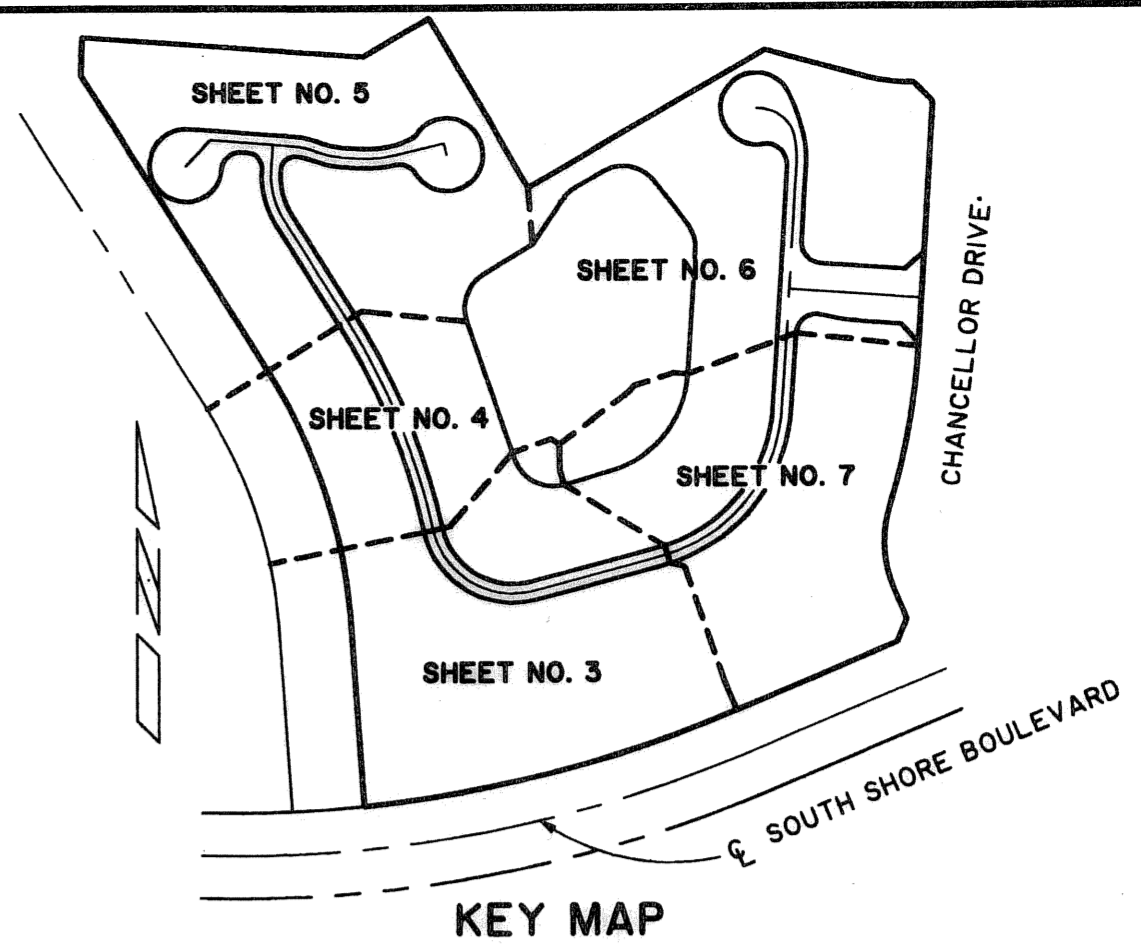 SHEET NO. 5
SHEET NO. 6
CHANCELLOR DRIVE.
SHEET NO. 4
SHEET NO. 7
N
SHEET NO. 3
℄ SOUTH SHORE BOULEVARD
KEY MAP